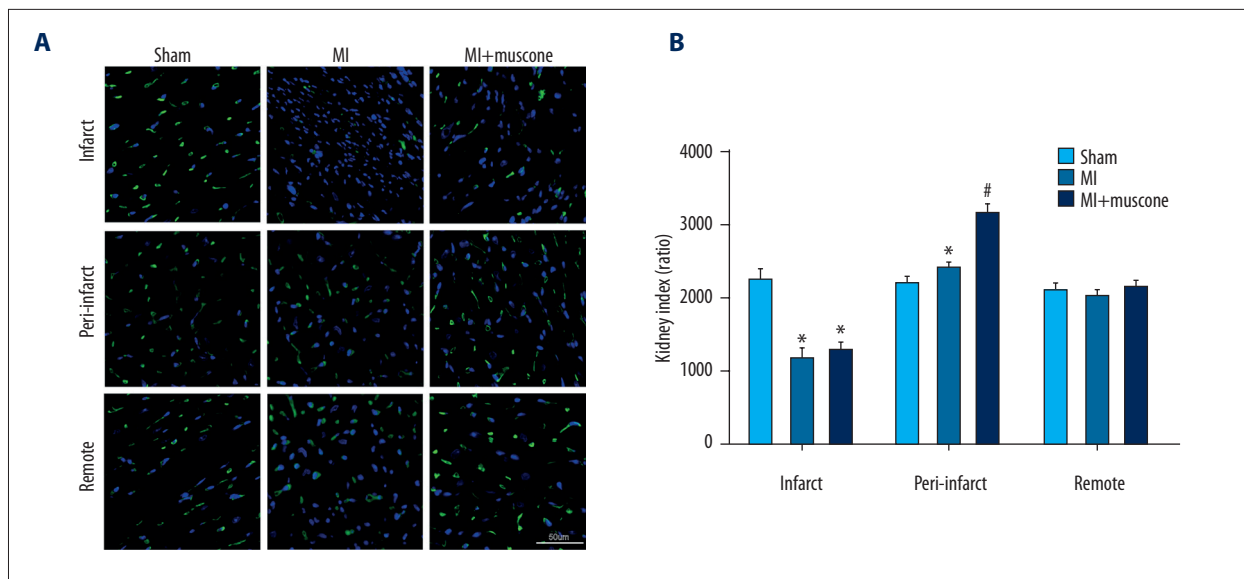 A
Sham MI MI+muscone
Infarct
Peri-infarct
Remote
50um
B
Kidney index (ratio)
4000
3000
2000
1000
0
Sham
MI
MI+muscone
* * * #
Infarct Peri-infarct Remote